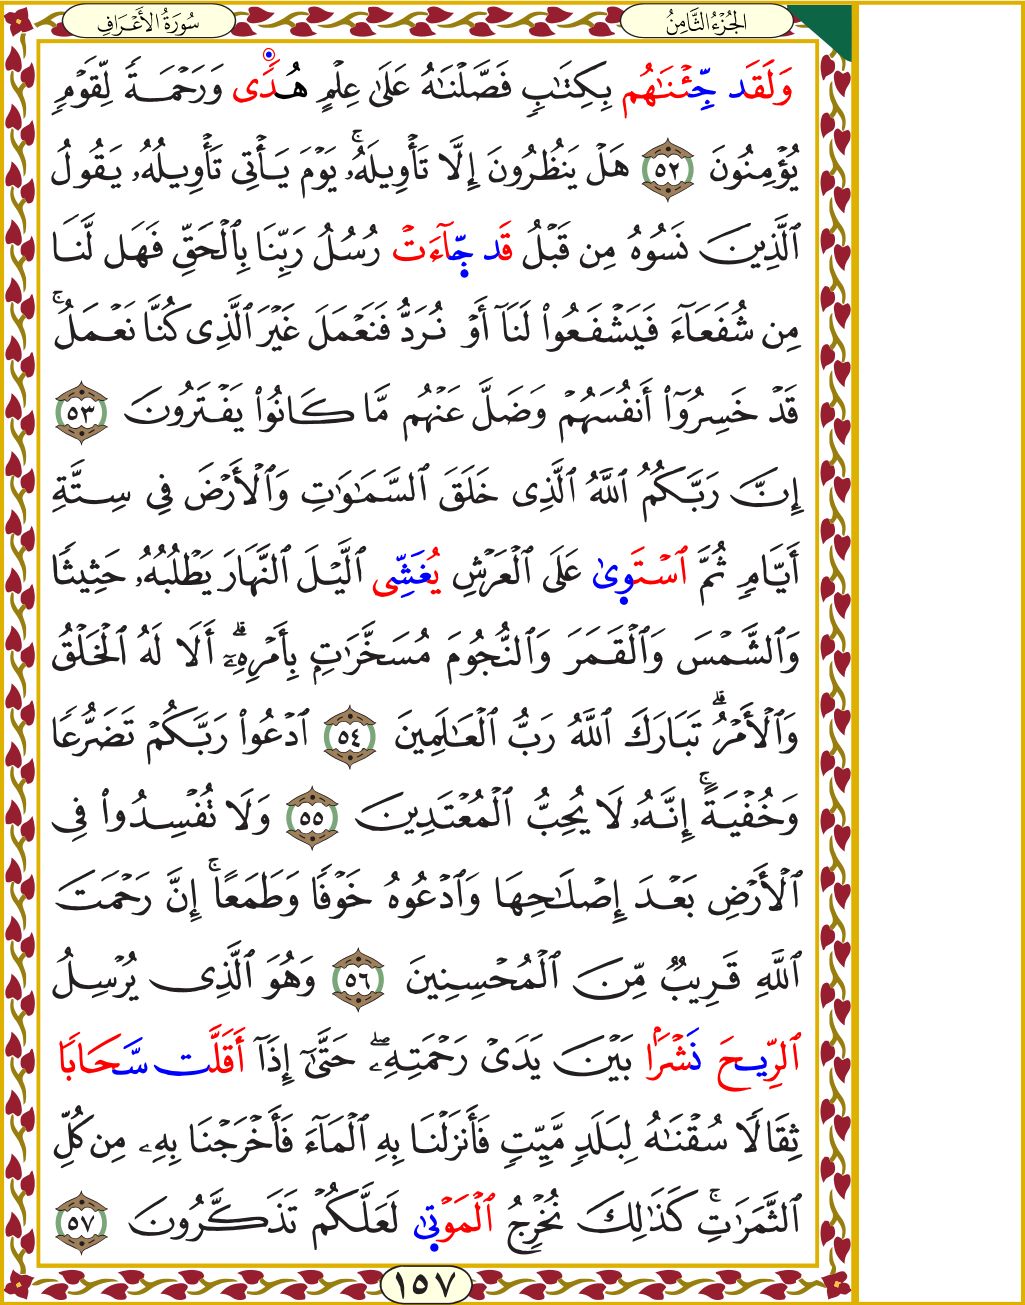 الجُزْءُ الثَّامِنُ
سُورَةُ الأَعْرَافِ
وَلَقَد جِّئْنَٰهُم بِكِتَٰبٖ فَصَّلْنَٰهُ عَلَىٰ عِلْمٍ هُدٗى وَرَحْمَةٗ لِّقَوْمٖ
يُؤْمِنُونَ ٥٢ هَلْ يَنظُرُونَ إِلَّا تَأْوِيلَهُۥۚ يَوْمَ يَأْتِى تَأْوِيلُهُۥ يَقُولُ
ٱلَّذِينَ نَسُوهُ مِن قَبْلُ قَد جَّآءَتْ رُسُلُ رَبِّنَا بِٱلْحَقِّ فَهَل لَّنَا
مِن شُفَعَآءَ فَيَشْفَعُوا۟ لَنَآ أَوْ نُرَدُّ فَنَعْمَلَ غَيْرَ ٱلَّذِى كُنَّا نَعْمَلُۚ
قَدْ خَسِرُوٓا۟ أَنفُسَهُمْ وَضَلَّ عَنْهُم مَّا كَانُوا۟ يَفْتَرُونَ ٥٣
إِنَّ رَبَّكُمُ ٱللَّهُ ٱلَّذِى خَلَقَ ٱلسَّمَٰوَٰتِ وَٱلْأَرْضَ فِى سِتَّةِ
أَيَّامٖ ثُمَّ ٱسْتَوِىٰ عَلَى ٱلْعَرْشِ يُغَشِّى ٱلَّيْلَ ٱلنَّهَارَ يَطْلُبُهُۥ حَثِيثٗا
وَٱلشَّمْسَ وَٱلْقَمَرَ وَٱلنُّجُومَ مُسَخَّرَٰتِۭ بِأَمْرِهِۦٓۗ أَلَا لَهُ ٱلْخَلْقُ
وَٱلْأَمْرُۗ تَبَارَكَ ٱللَّهُ رَبُّ ٱلْعَٰلَمِينَ ٥٤ ٱدْعُوا۟ رَبَّكُمْ تَضَرُّعٗا
وَخُفْيَةًۚ إِنَّهُۥ لَا يُحِبُّ ٱلْمُعْتَدِينَ ٥٥ وَلَا تُفْسِدُوا۟ فِى
ٱلْأَرْضِ بَعْدَ إِصْلَٰحِهَا وَٱدْعُوهُ خَوْفٗا وَطَمَعًاۚ إِنَّ رَحْمَتَ
ٱللَّهِ قَرِيبٞ مِّنَ ٱلْمُحْسِنِينَ ٥٦ وَهُوَ ٱلَّذِى يُرْسِلُ
ٱلرِّيحَ نَشْرَۢا بَيْنَ يَدَىْ رَحْمَتِهِۦۖ حَتَّىٰٓ إِذَآ أَقَلَّت سَّحَابٗا
ثِقَالٗا سُقْنَٰهُ لِبَلَدٖ مَّيِّتٖ فَأَنزَلْنَا بِهِ ٱلْمَآءَ فَأَخْرَجْنَا بِهِۦ مِن كُلِّ
ٱلثَّمَرَٰتِۚ كَذَٰلِكَ نُخْرِجُ ٱلْمَوْتِىٰ لَعَلَّكُمْ تَذَكَّرُونَ ٥٧
١٥٧